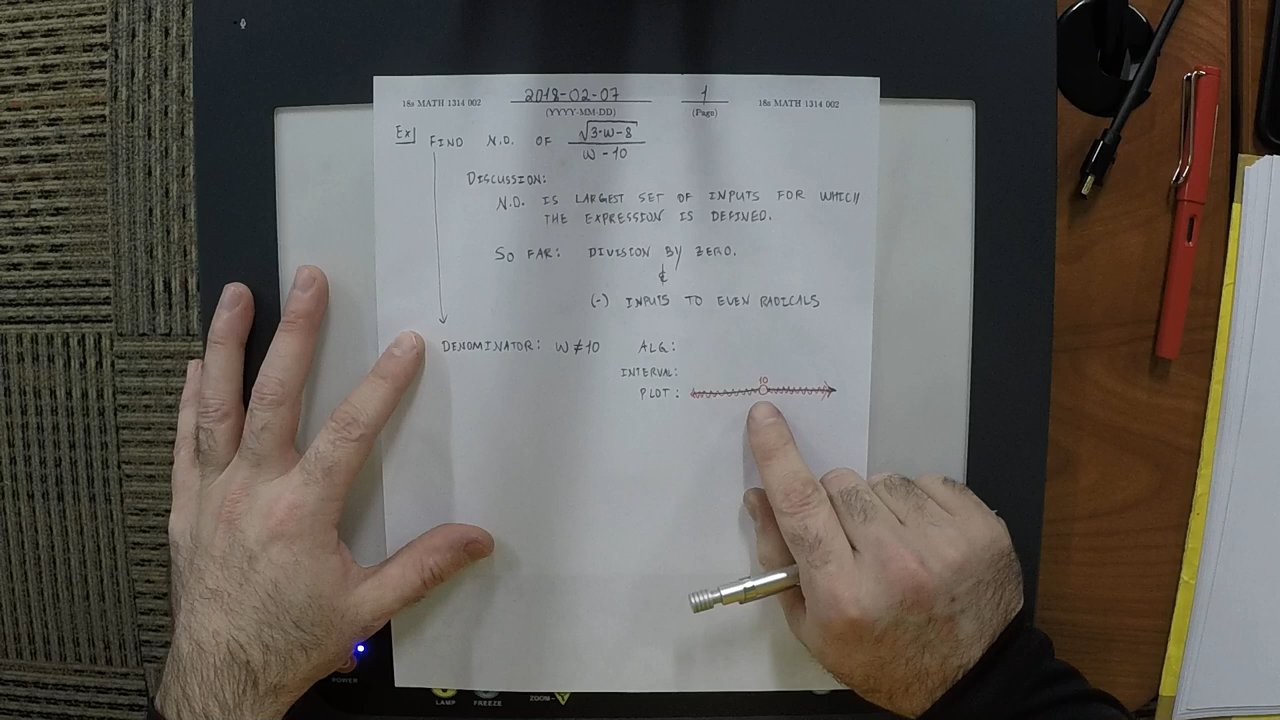 18s MATH 1314 002 2018-02-07 1 18s MATH 1314 002
(YYYY-MM-DD) (Page)
Ex] FIND N.D. OF √(3·W-8) / (W-10)
DISCUSSION:
N.D. IS LARGEST SET OF INPUTS FOR WHICH
THE EXPRESSION IS DEFINED.
SO FAR: DIVISION BY ZERO.
&
(-) INPUTS TO EVEN RADICALS
DENOMINATOR: W≠10 ALG:
INTERVAL:
10
PLOT:
POWER
LAMP FREEZE ZOOM-